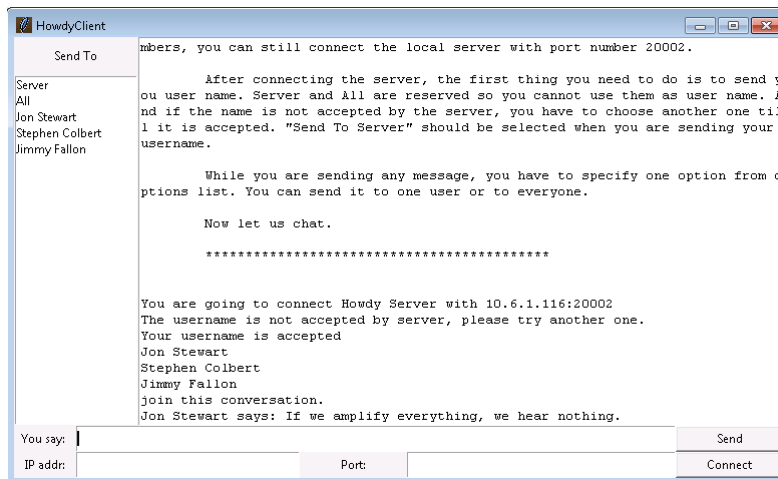 HowdyClient
Send To
Server
All
Jon Stewart
Stephen Colbert
Jimmy Fallon
mbers, you can still connect the local server with port number 20002.
After connecting the server, the first thing you need to do is to send y
ou user name. Server and All are reserved so you cannot use them as user name. A
nd if the name is not accepted by the server, you have to choose another one til
l it is accepted. "Send To Server" should be selected when you are sending your
username.
While you are sending any message, you have to specify one option from o
ptions list. You can send it to one user or to everyone.
Now let us chat.
*******************************************
You are going to connect Howdy Server with 10.6.1.116:20002
The username is not accepted by server, please try another one.
Your username is accepted
Jon Stewart
Stephen Colbert
Jimmy Fallon
join this conversation.
Jon Stewart says: If we amplify everything, we hear nothing.
You say:
Send
IP addr:
Port:
Connect